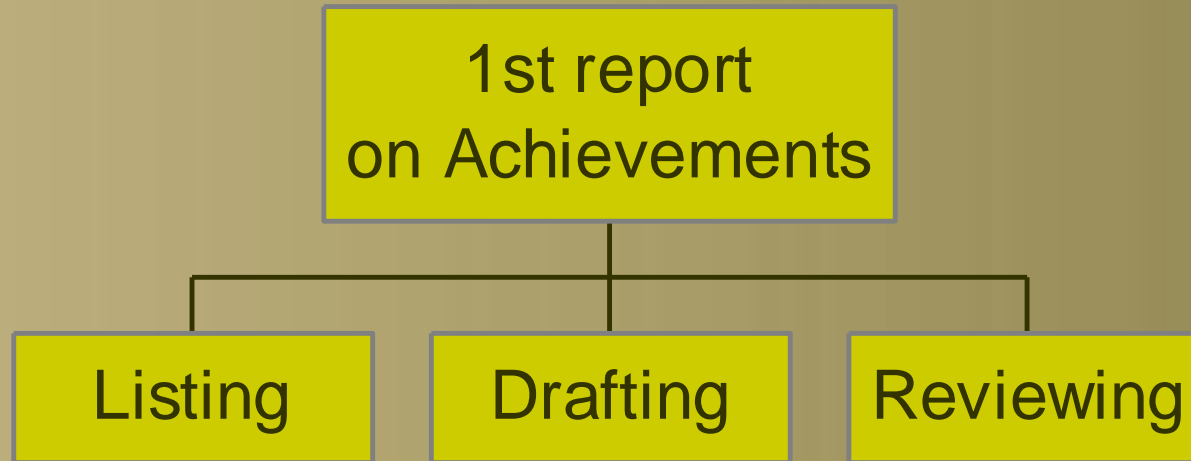 1st report
on Achievements
Listing
Drafting
Reviewing